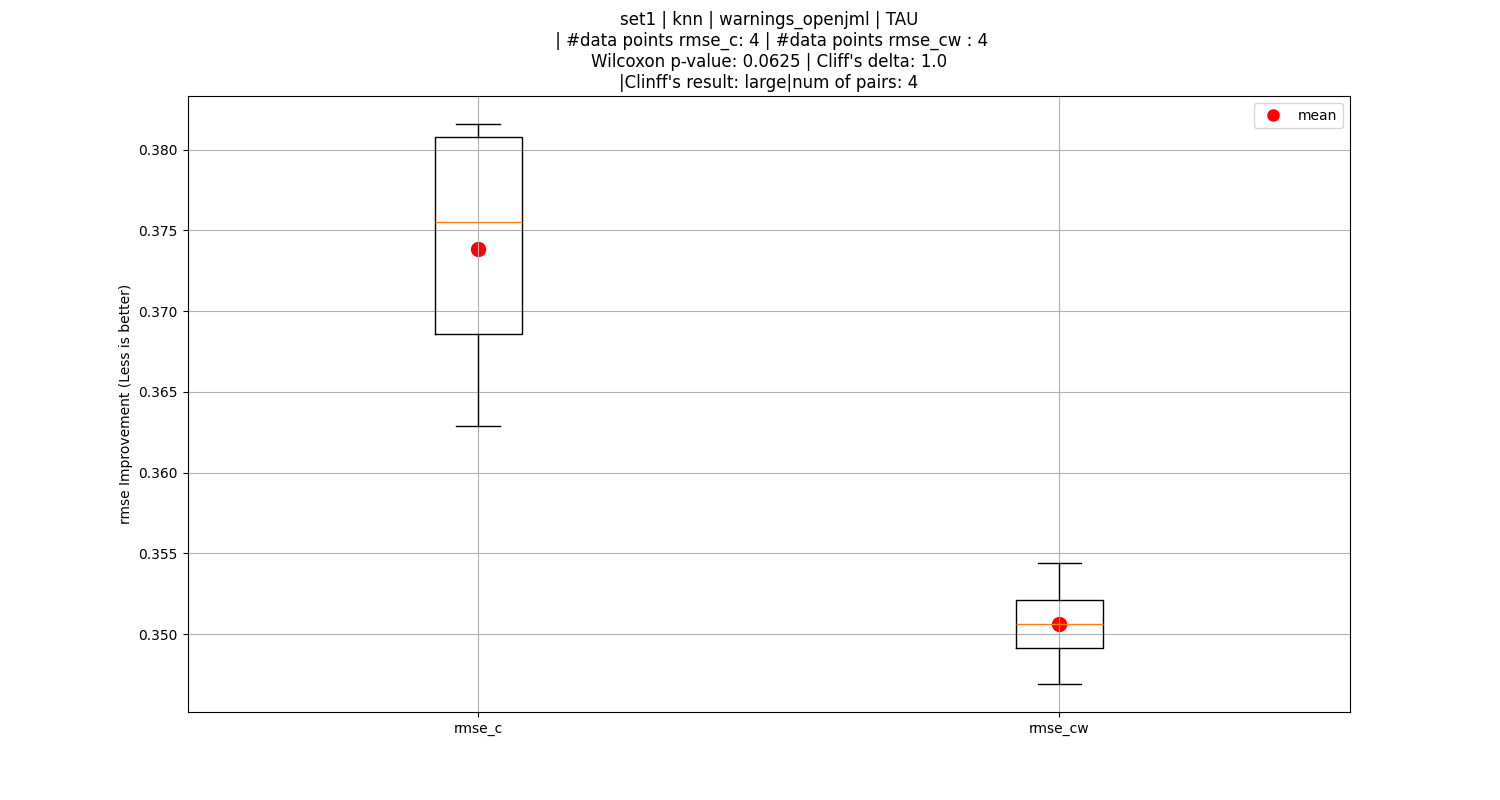 set1 | knn | warnings_openjml | TAU
| #data points rmse_c: 4 | #data points rmse_cw : 4
Wilcoxon p-value: 0.0625 | Cliff's delta: 1.0
|Clinff's result: large|num of pairs: 4
mean
0.380
0.375
0.370
0.365
0.360
0.355
0.350
rmse Improvement (Less is better)
rmse_c
rmse_cw